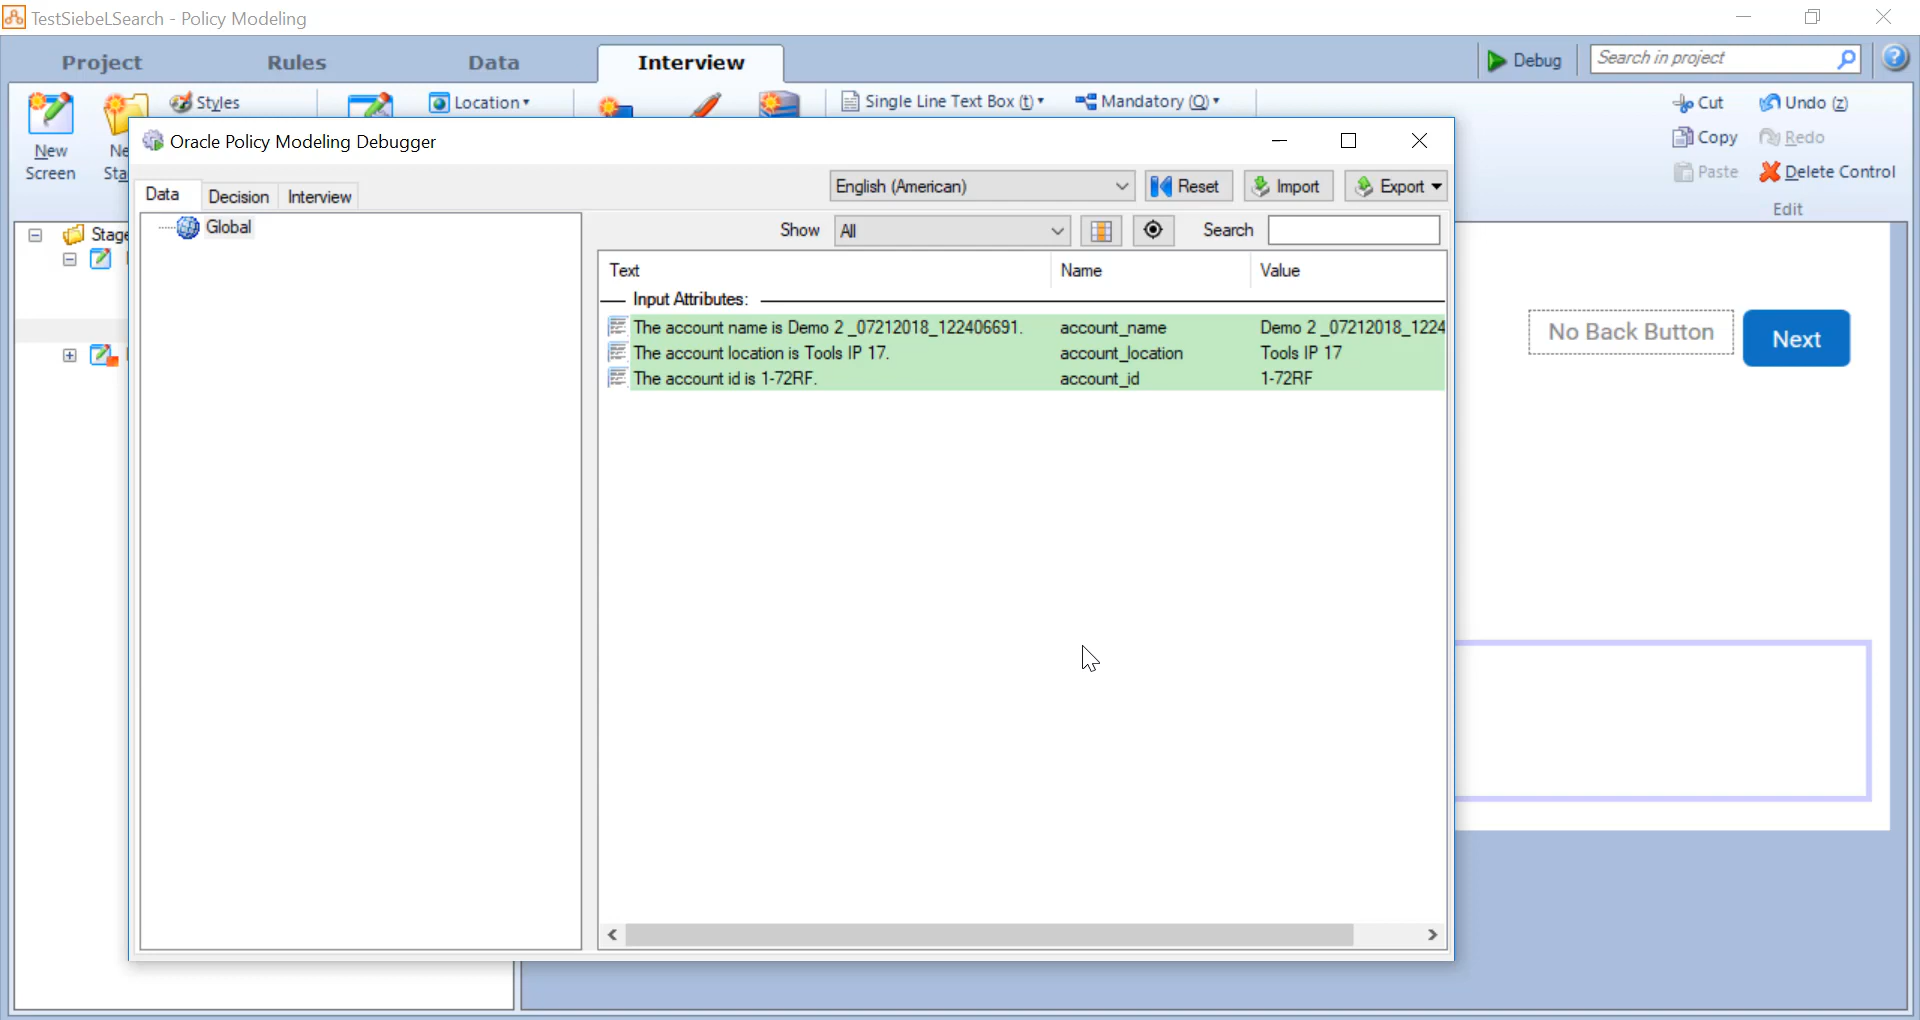 TestSiebelSearch - Policy Modeling
Project Rules Data Interview Debug Search in project
New Screen
Styles Location Single Line Text Box (t) Mandatory (Q) Cut Undo (z)
Copy Redo
Paste Delete Control
Edit
Oracle Policy Modeling Debugger
Data Decision Interview English (American) Reset Import Export
Global
Show All Search
Text Name Value
Input Attributes:
The account name is Demo 2 _07212018_122406691. account_name Demo 2 _07212018_1224
The account location is Tools IP 17. account_location Tools IP 17
The account id is 1-72RF. account_id 1-72RF
Stage
No Back Button Next